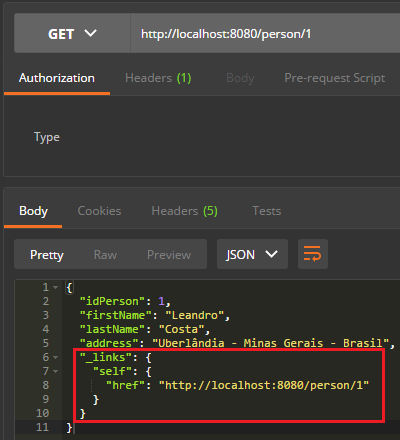 GET http://localhost:8080/person/1
Authorization Headers (1) Body Pre-request Script
Type
Body Cookies Headers (5) Tests
Pretty Raw Preview JSON
1 {
2 "idPerson": 1,
3 "firstName": "Leandro",
4 "lastName": "Costa",
5 "address": "Uberlândia - Minas Gerais - Brasil",
6 "_links": {
7 "self": {
8 "href": "http://localhost:8080/person/1"
9 }
10 }
11 }